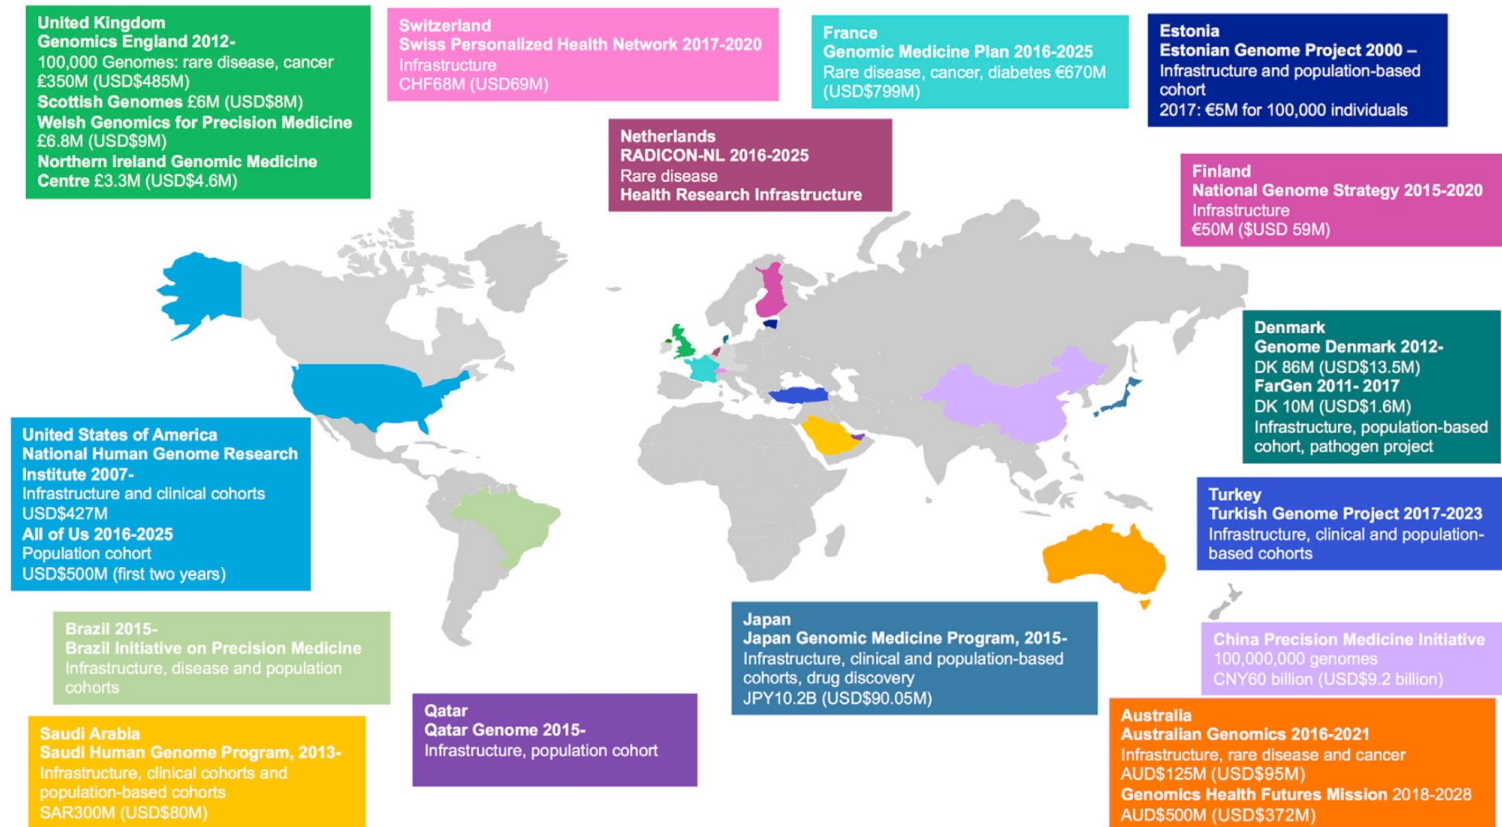 United Kingdom
Genomics England 2012-
100,000 Genomes: rare disease, cancer
£350M (USD$485M)
Scottish Genomes £6M (USD$8M)
Welsh Genomics for Precision Medicine
£6.8M (USD$9M)
Northern Ireland Genomic Medicine
Centre £3.3M (USD$4.6M)
Switzerland
Swiss Personalized Health Network 2017-2020
Infrastructure
CHF68M (USD69M)
France
Genomic Medicine Plan 2016-2025
Rare disease, cancer, diabetes €670M
(USD$799M)
Estonia
Estonian Genome Project 2000 –
Infrastructure and population-based
cohort
2017: €5M for 100,000 individuals
Netherlands
RADICON-NL 2016-2025
Rare disease
Health Research Infrastructure
Finland
National Genome Strategy 2015-2020
Infrastructure
€50M ($USD 59M)
Denmark
Genome Denmark 2012-
DK 86M (USD$13.5M)
FarGen 2011- 2017
DK 10M (USD$1.6M)
Infrastructure, population-based
cohort, pathogen project
United States of America
National Human Genome Research
Institute 2007-
Infrastructure and clinical cohorts
USD$427M
All of Us 2016-2025
Population cohort
USD$500M (first two years)
Turkey
Turkish Genome Project 2017-2023
Infrastructure, clinical and population-
based cohorts
Brazil 2015-
Brazil Initiative on Precision Medicine
Infrastructure, disease and population
cohorts
Japan
Japan Genomic Medicine Program, 2015-
Infrastructure, clinical and population-based
cohorts, drug discovery
JPY10.2B (USD$90.05M)
China Precision Medicine Initiative
100,000,000 genomes
CNY60 billion (USD$9.2 billion)
Saudi Arabia
Saudi Human Genome Program, 2013-
Infrastructure, clinical cohorts and
population-based cohorts
SAR300M (USD$80M)
Qatar
Qatar Genome 2015-
Infrastructure, population cohort
Australia
Australian Genomics 2016-2021
Infrastructure, rare disease and cancer
AUD$125M (USD$95M)
Genomics Health Futures Mission 2018-2028
AUD$500M (USD$372M)